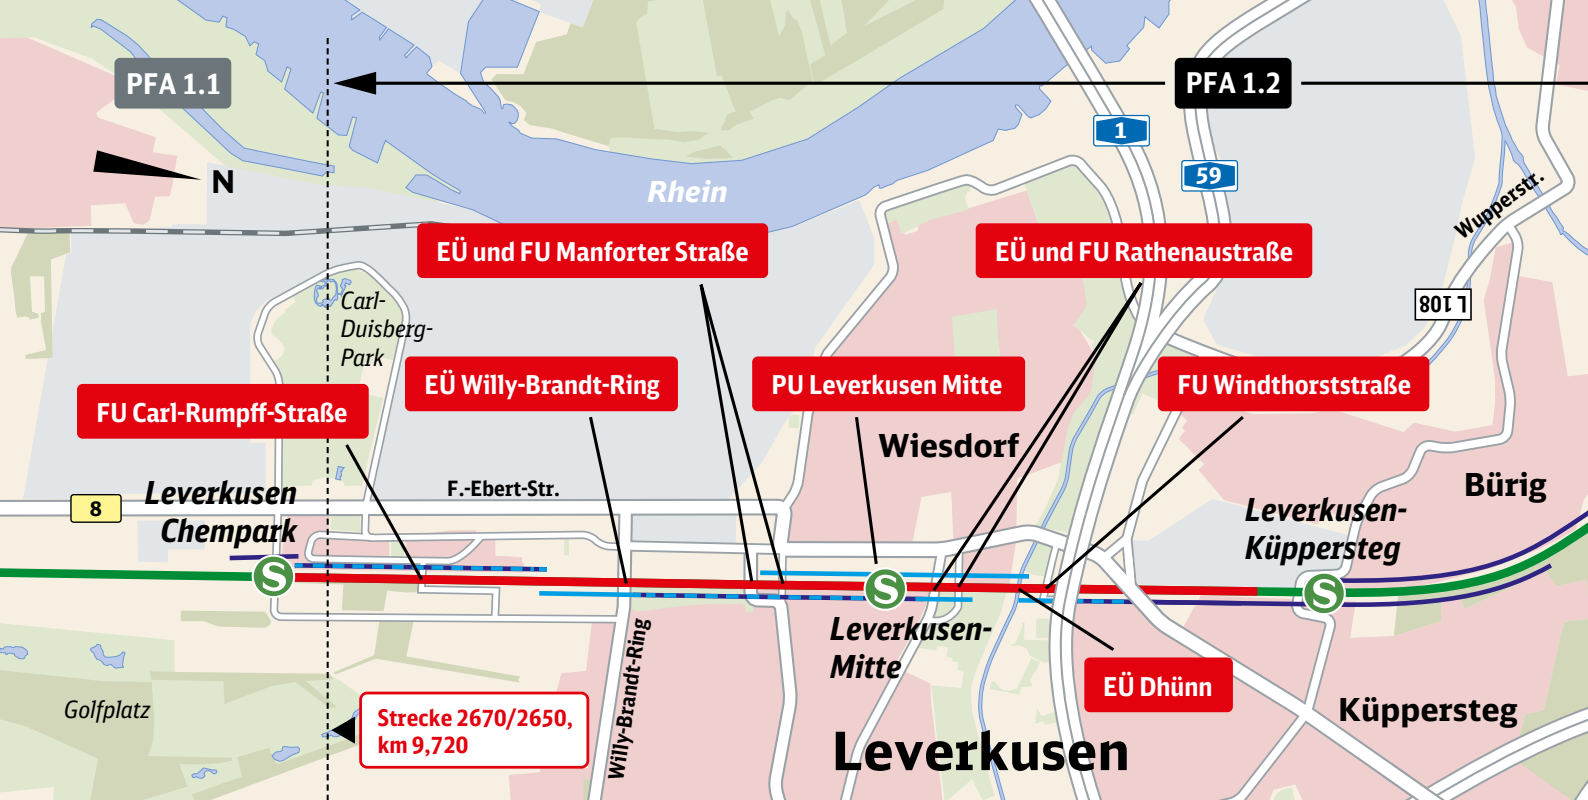 PFA 1.1
PFA 1.2
1
59
N
Rhein
Wupperstr.
EÜ und FU Manforter Straße
EÜ und FU Rathenaustraße
L 108
Carl-
Duisberg-
Park
FU Carl-Rumpff-Straße
EÜ Willy-Brandt-Ring
PU Leverkusen Mitte
FU Windthorststraße
Wiesdorf
8
Leverkusen
Chempark
F.-Ebert-Str.
Leverkusen-
Küppersteg
Bürig
S
S
S
Leverkusen-
Mitte
Willy-Brandt-Ring
EÜ Dhünn
Golfplatz
Strecke 2670/2650,
km 9,720
Küppersteg
Leverkusen